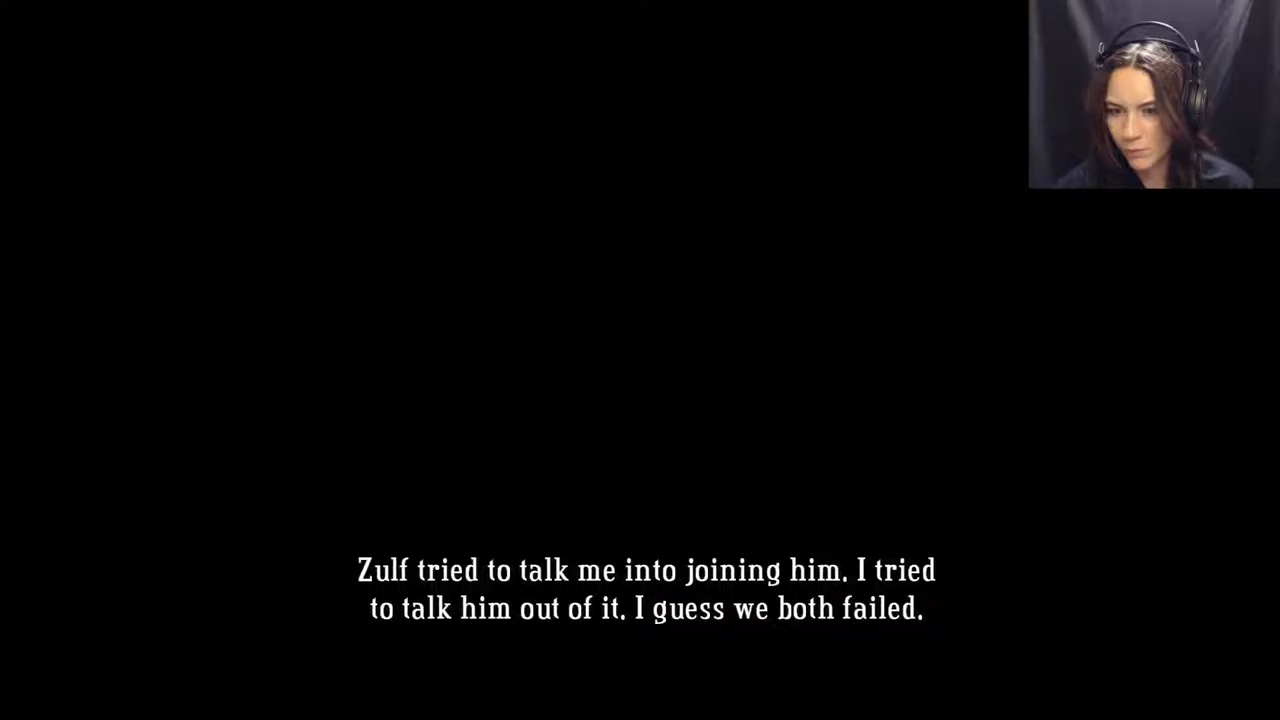 Zulf tried to talk me into joining him. I tried
to talk him out of it. I guess we both failed.